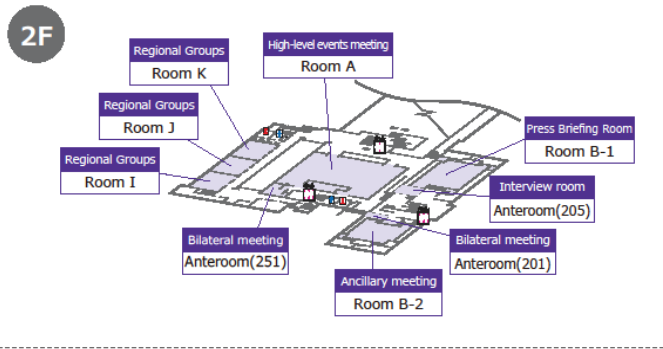 2F
Regional Groups
Room K
High-level events meeting
Room A
Regional Groups
Room J
Press Briefing Room
Room B-1
Regional Groups
Room I
Interview room
Anteroom(205)
Bilateral meeting
Anteroom(251)
Bilateral meeting
Anteroom(201)
Ancillary meeting
Room B-2